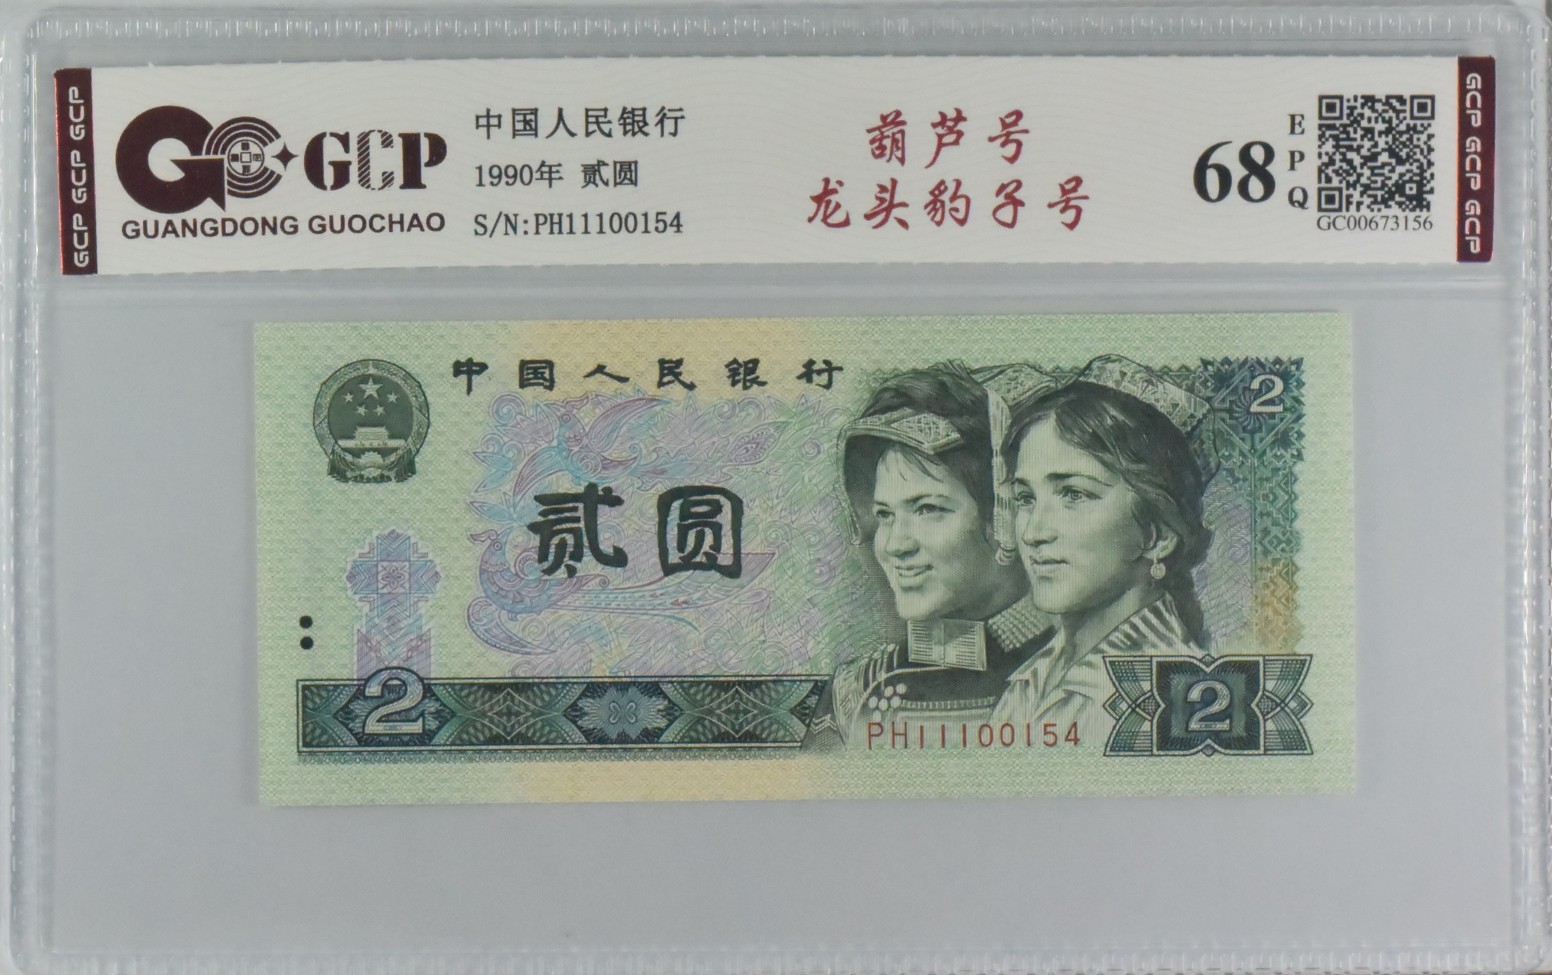 GCP GCP GCP
GCP
GUANGDONG GUOCHAO
中国人民银行
1990年 贰圆
S/N:PH11100154
葫芦号
龙头豹子号
68
EPQ
GC00673156
GCP GCP GCP
中国人民银行
2
贰圆
2
PH11100154
2